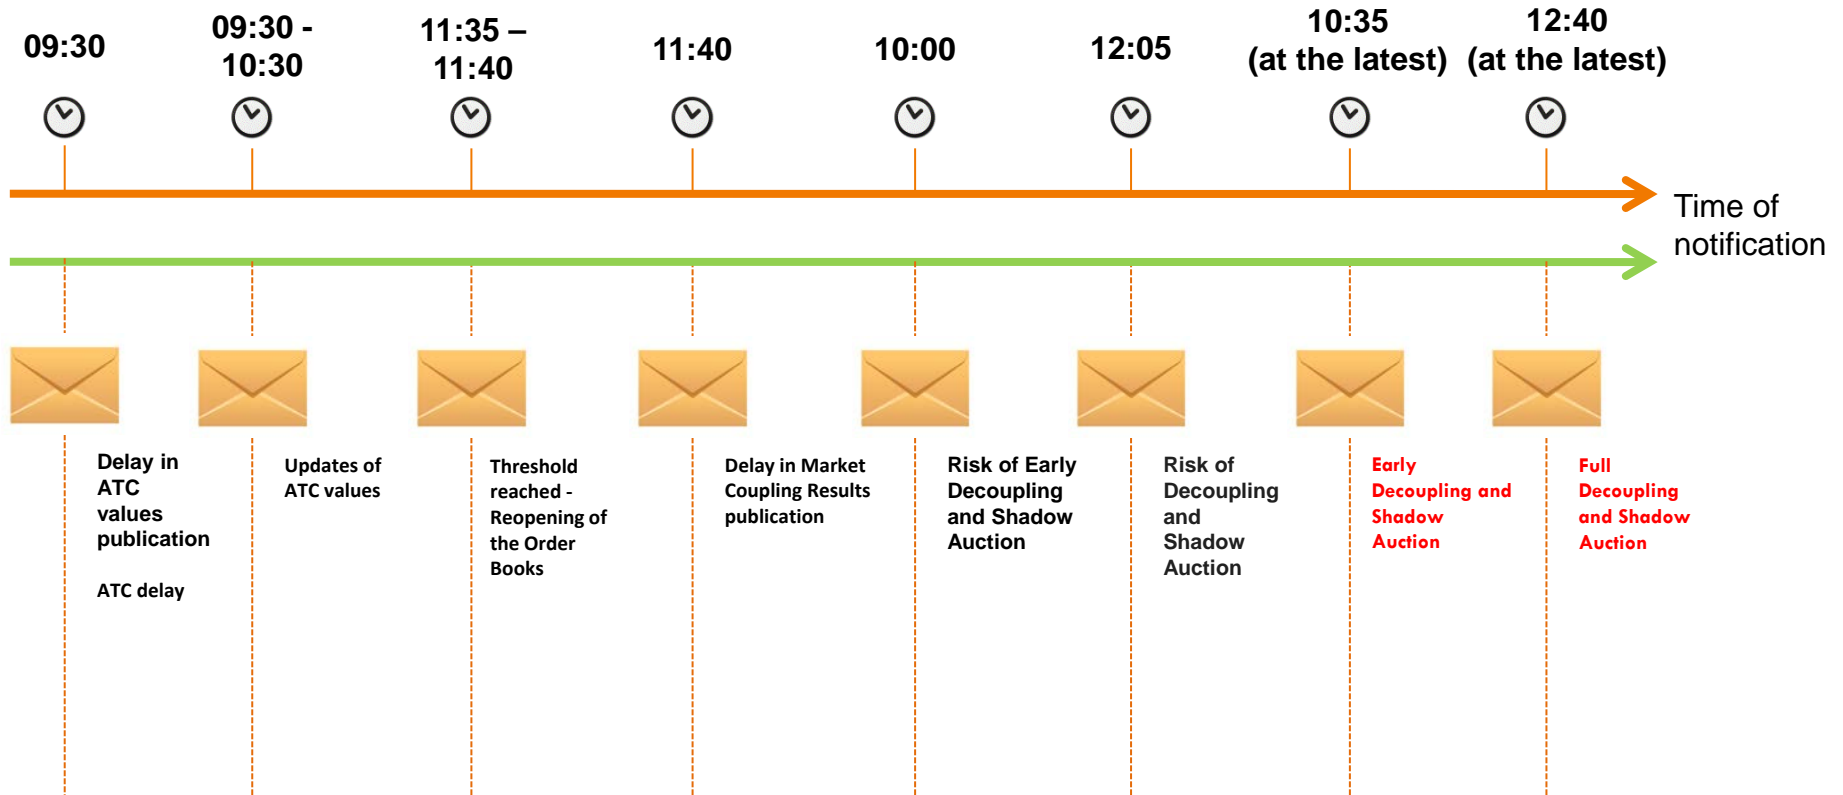 09:30
09:30 -
10:30
11:35 –
11:40
11:40
10:00
12:05
10:35
(at the latest)
12:40
(at the latest)
Time of
notification
Delay in
ATC
values
publication
ATC delay
Updates of
ATC values
Threshold
reached -
Reopening of
the Order
Books
Delay in Market
Coupling Results
publication
Risk of Early
Decoupling
and Shadow
Auction
Risk of
Decoupling
and
Shadow
Auction
Early
Decoupling and
Shadow
Auction
Full
Decoupling
and Shadow
Auction